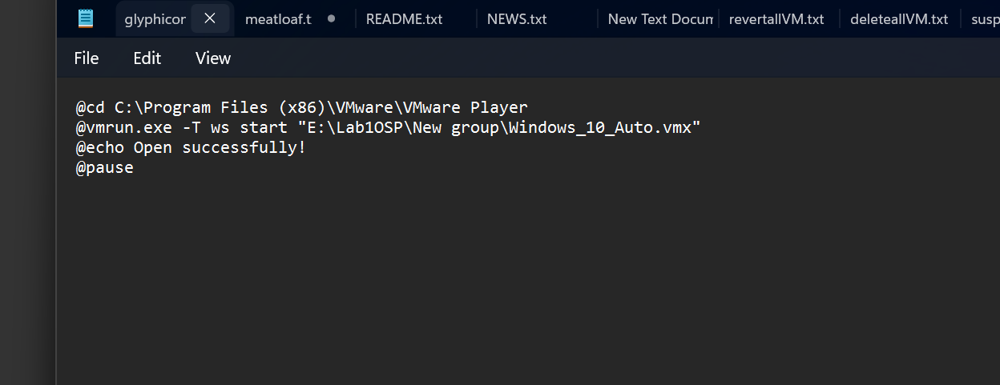 glyphicor meatloaf.t README.txt NEWS.txt New Text Docum revertallVM.txt deleteallVM.txt susp
File Edit View
@cd C:\Program Files (x86)\VMware\VMware Player
@vmrun.exe -T ws start "E:\Lab1OSP\New group\Windows_10_Auto.vmx"
@echo Open successfully!
@pause